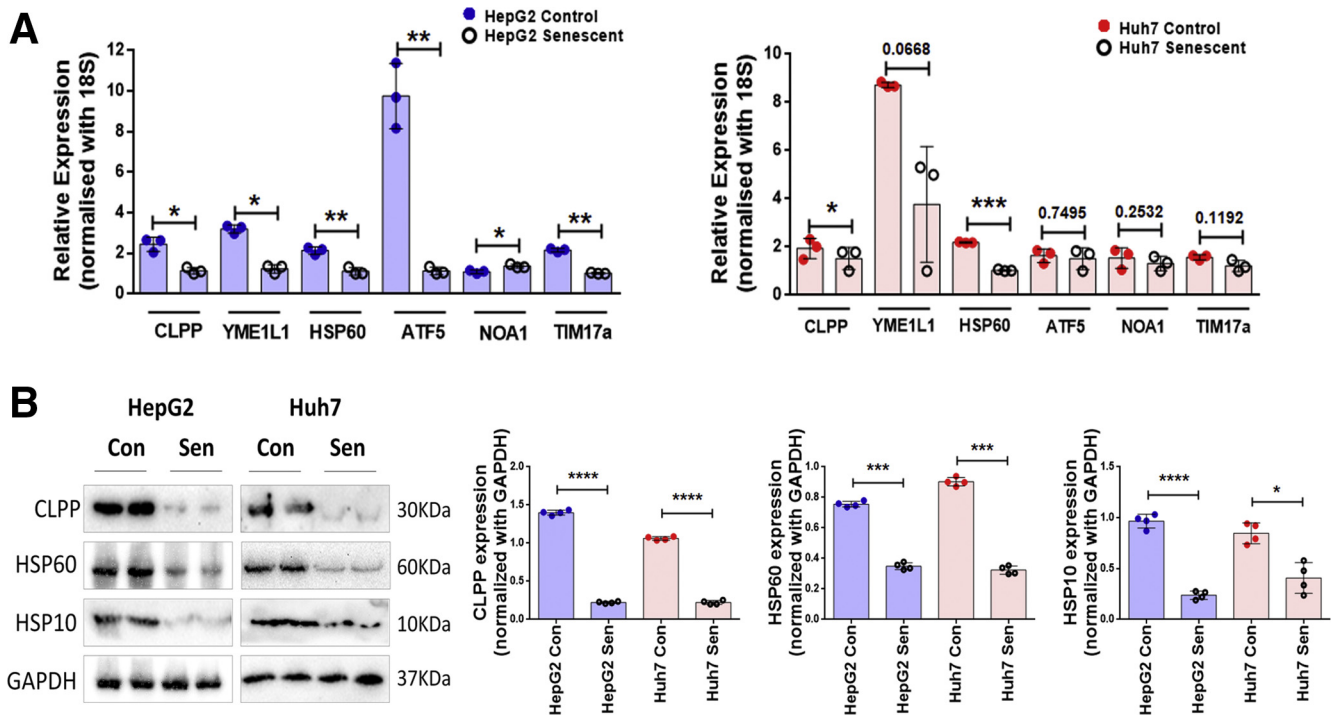 A
HepG2 Control
HepG2 Senescent
Relative Expression
(normalised with 18S)
12
10
8
6
4
2
0
* * ** ** * **
CLPP YME1L1 HSP60 ATF5 NOA1 TIM17a
Huh7 Control
Huh7 Senescent
Relative Expression
(normalised with 18S)
10
8
6
4
2
0
* 0.0668 *** 0.7495 0.2532 0.1192
CLPP YME1L1 HSP60 ATF5 NOA1 TIM17a
B
HepG2 Huh7
Con Sen Con Sen
CLPP 30KDa
HSP60 60KDa
HSP10 10KDa
GAPDH 37KDa
CLPP expression
(normalized with GAPDH)
2.0
1.5
1.0
0.5
0.0
**** ****
HepG2 Con HepG2 Sen Huh7 Con Huh7 Sen
HSP60 expression
(normalized with GAPDH)
1.0
0.8
0.6
0.4
0.2
0.0
*** ***
HepG2 Con HepG2 Sen Huh7 Con Huh7 Sen
HSP10 expression
(normalized with GAPDH)
1.5
1.0
0.5
0.0
**** *
HepG2 Con HepG2 Sen Huh7 Con Huh7 Sen